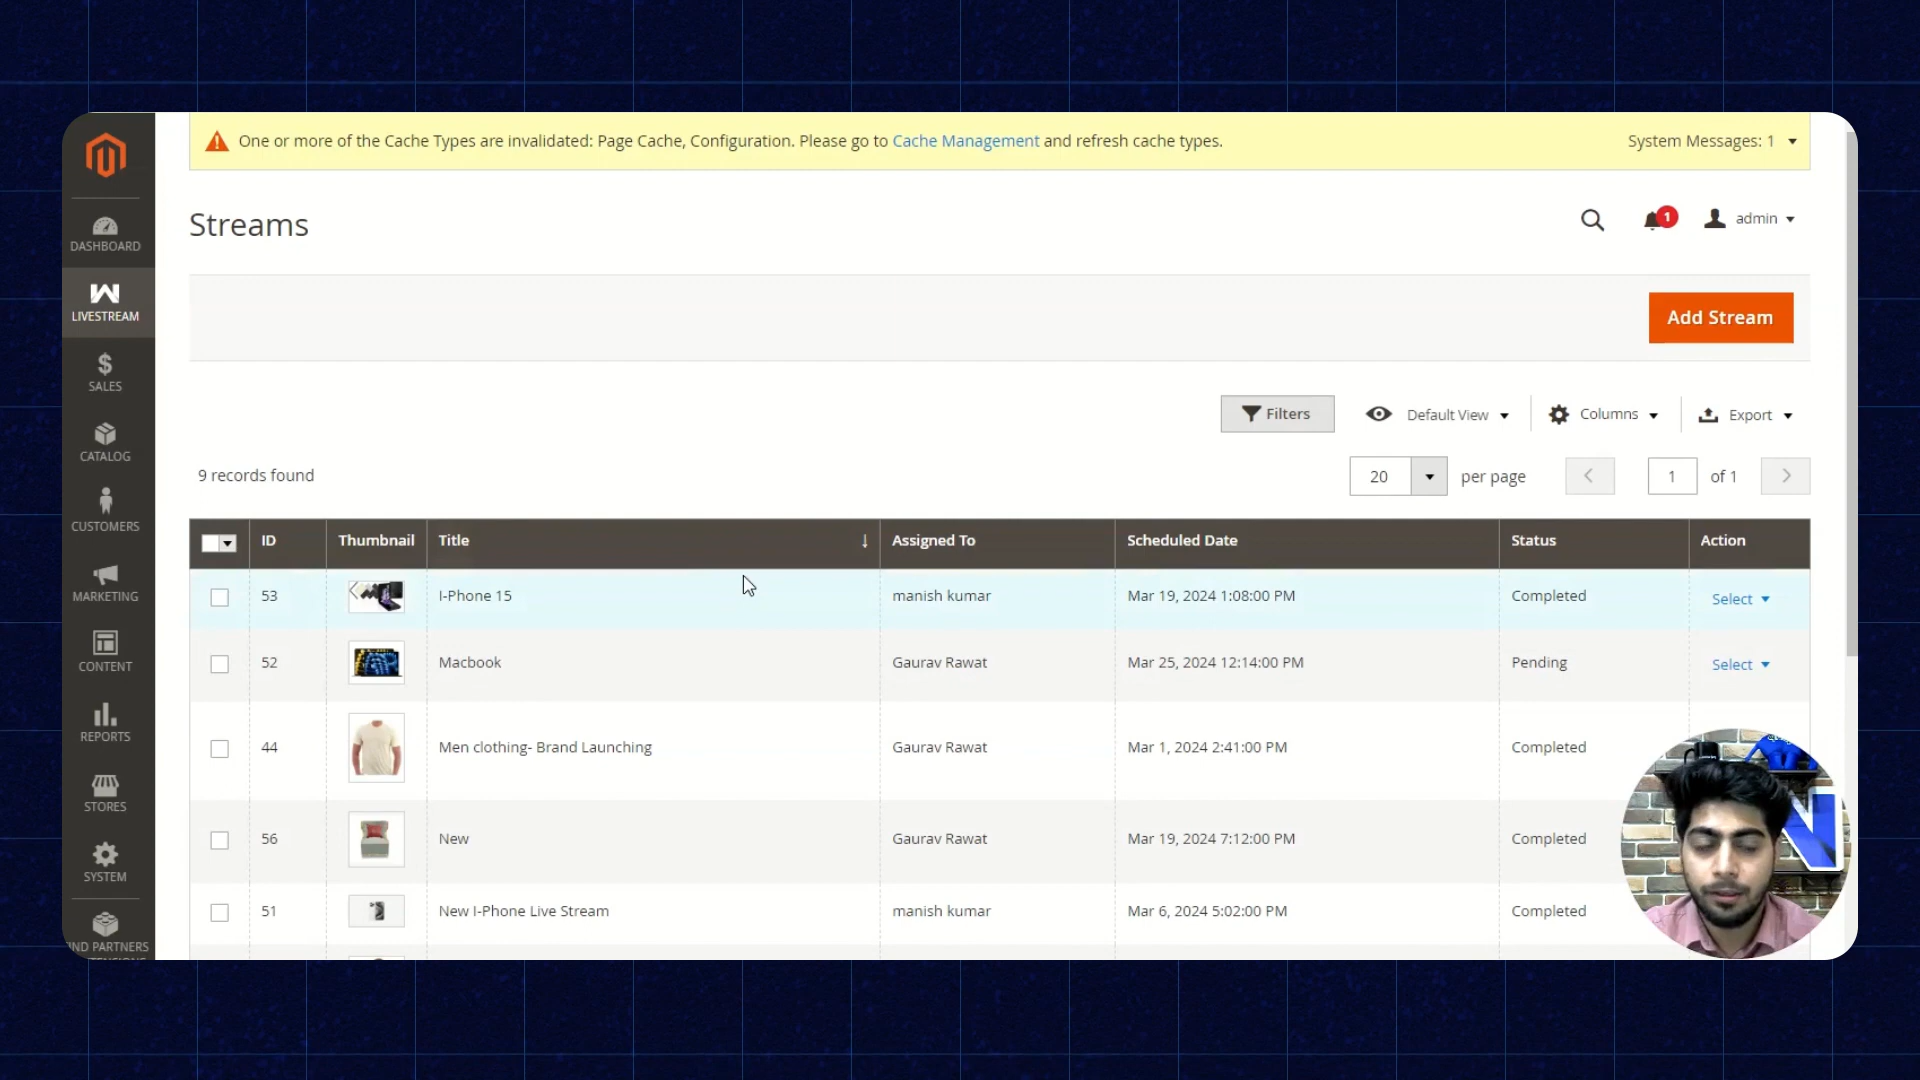 One or more of the Cache Types are invalidated: Page Cache, Configuration. Please go to Cache Management and refresh cache types.
System Messages: 1
Streams
1
admin
DASHBOARD
LIVESTREAM
SALES
CATALOG
CUSTOMERS
MARKETING
CONTENT
REPORTS
STORES
SYSTEM
IND PARTNERS
Add Stream
Filters
Default View
Columns
Export
9 records found
20 per page
1 of 1
ID Thumbnail Title Assigned To Scheduled Date Status Action
53 I-Phone 15 manish kumar Mar 19, 2024 1:08:00 PM Completed Select
52 Macbook Gaurav Rawat Mar 25, 2024 12:14:00 PM Pending Select
44 Men clothing- Brand Launching Gaurav Rawat Mar 1, 2024 2:41:00 PM Completed
56 New Gaurav Rawat Mar 19, 2024 7:12:00 PM Completed
51 New I-Phone Live Stream manish kumar Mar 6, 2024 5:02:00 PM Completed